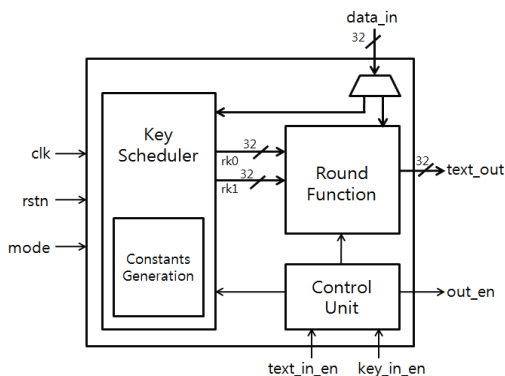 data_in
32
Key
Scheduler
32
rk0
32
rk1
Round
Function
32
text_out
clk
rstn
mode
Constants
Generation
Control
Unit
out_en
text_in_en
key_in_en